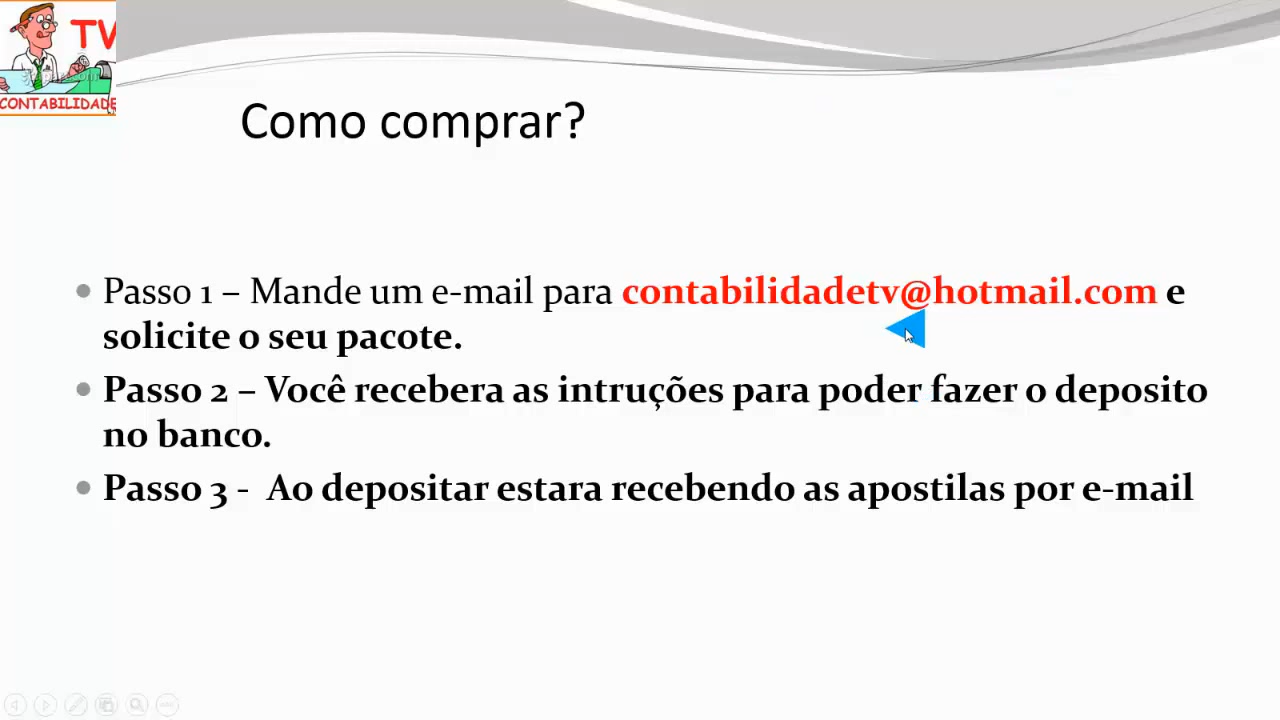 TV
CONTABILIDADE
Como comprar?
Passo 1 – Mande um e-mail para contabilidadetv@hotmail.com e
solicite o seu pacote.
Passo 2 – Você recebera as intruções para poder fazer o deposito
no banco.
Passo 3 - Ao depositar estara recebendo as apostilas por e-mail